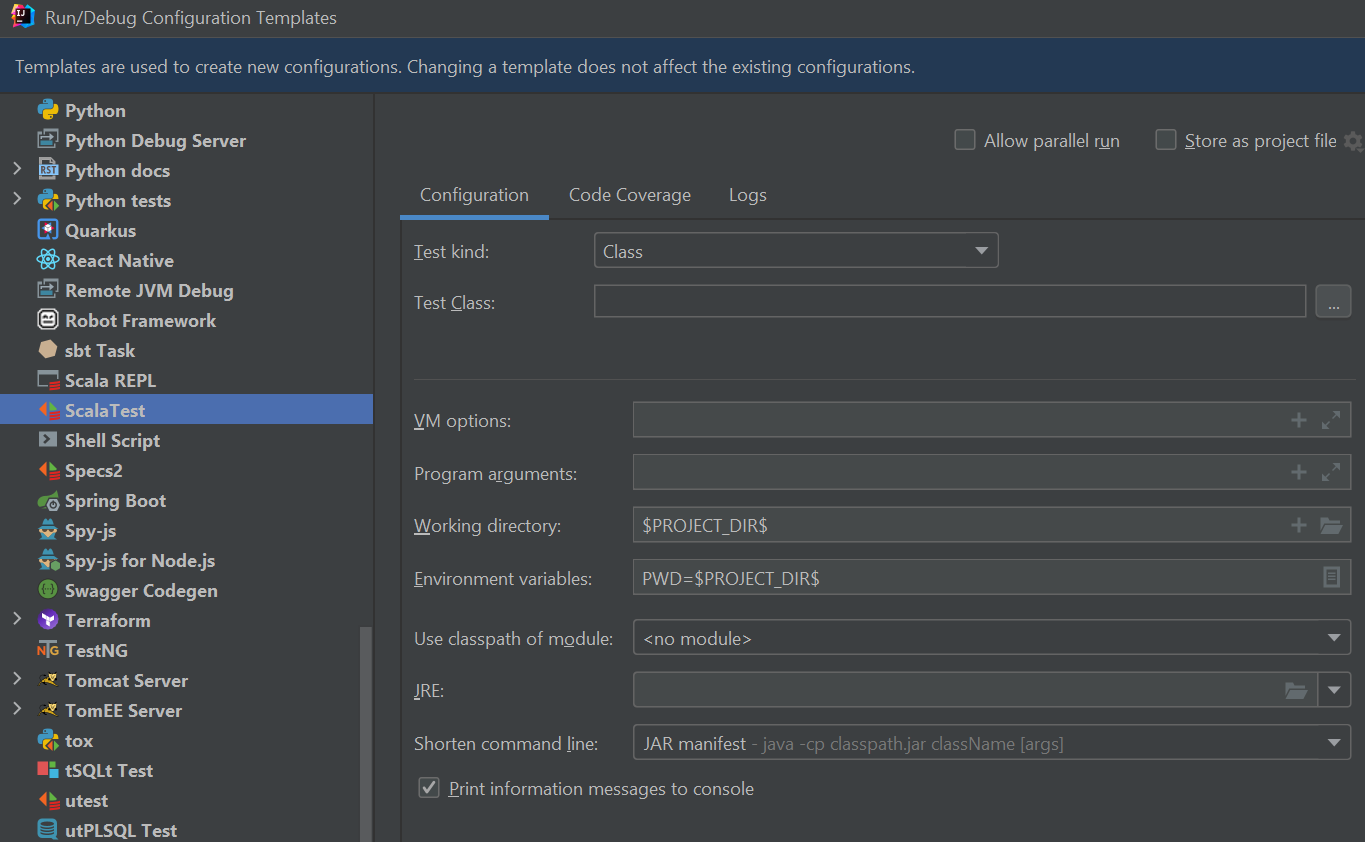 Run/Debug Configuration Templates
Templates are used to create new configurations. Changing a template does not affect the existing configurations.
Python
Python Debug Server
Python docs
Python tests
Quarkus
React Native
Remote JVM Debug
Robot Framework
sbt Task
Scala REPL
ScalaTest
Shell Script
Specs2
Spring Boot
Spy-js
Spy-js for Node.js
Swagger Codegen
Terraform
TestNG
Tomcat Server
TomEE Server
tox
tSQLt Test
utest
utPLSQL Test
Allow parallel run Store as project file
Configuration Code Coverage Logs
Test kind: Class
Test Class: ...
VM options:
Program arguments:
Working directory: $PROJECT_DIR$
Environment variables: PWD=$PROJECT_DIR$
Use classpath of module: <no module>
JRE:
Shorten command line: JAR manifest - java -cp classpath.jar className [args]
Print information messages to console